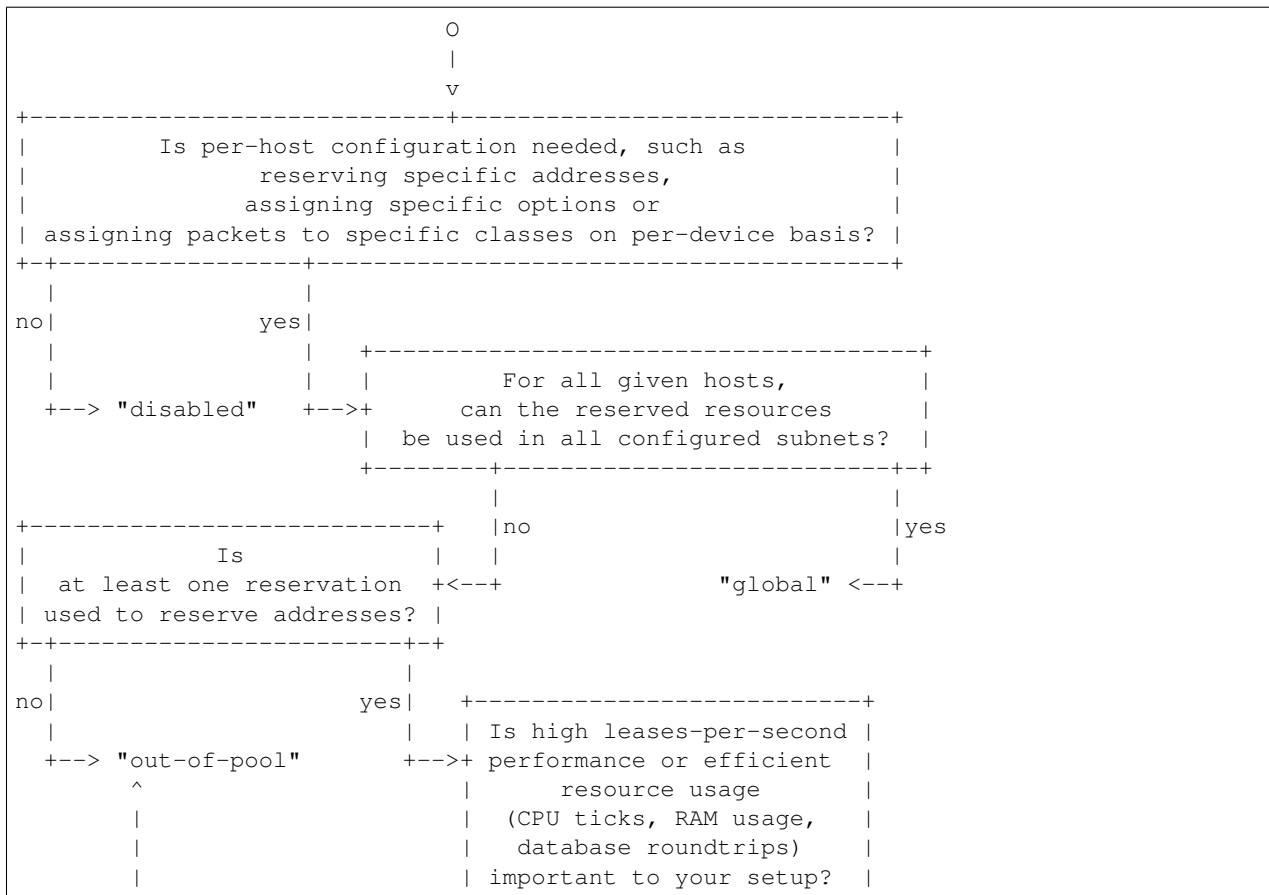 O
                              |
                              v
+-----------------------------+------------------------------+
|         Is per-host configuration needed, such as          |
|                reserving specific addresses,               |
|               assigning specific options or                |
| assigning packets to specific classes on per-device basis? |
+-+-----------------+----------------------------------------+
  |                 |
no|              yes|
  |                 |   +--------------------------------------+
  |                 |   |         For all given hosts,         |
  +--> "disabled"   +-->+      can the reserved resources      |
                        |  be used in all configured subnets?  |
                        +--------+---------------------------+-+
                                 |                           |
+----------------------------+   |no                         |yes
|             Is             |   |                           |
|  at least one reservation  +<--+               "global" <--+
| used to reserve addresses? |
+-+------------------------+-+
  |                        |
no|                     yes|   +---------------------------+
  |                        |   | Is high leases-per-second |
  +--> "out-of-pool"       +-->+ performance or efficient  |
        ^                      |      resource usage       |
        |                      |  (CPU ticks, RAM usage,   |
        |                      |   database roundtrips)    |
        |                      | important to your setup?  |